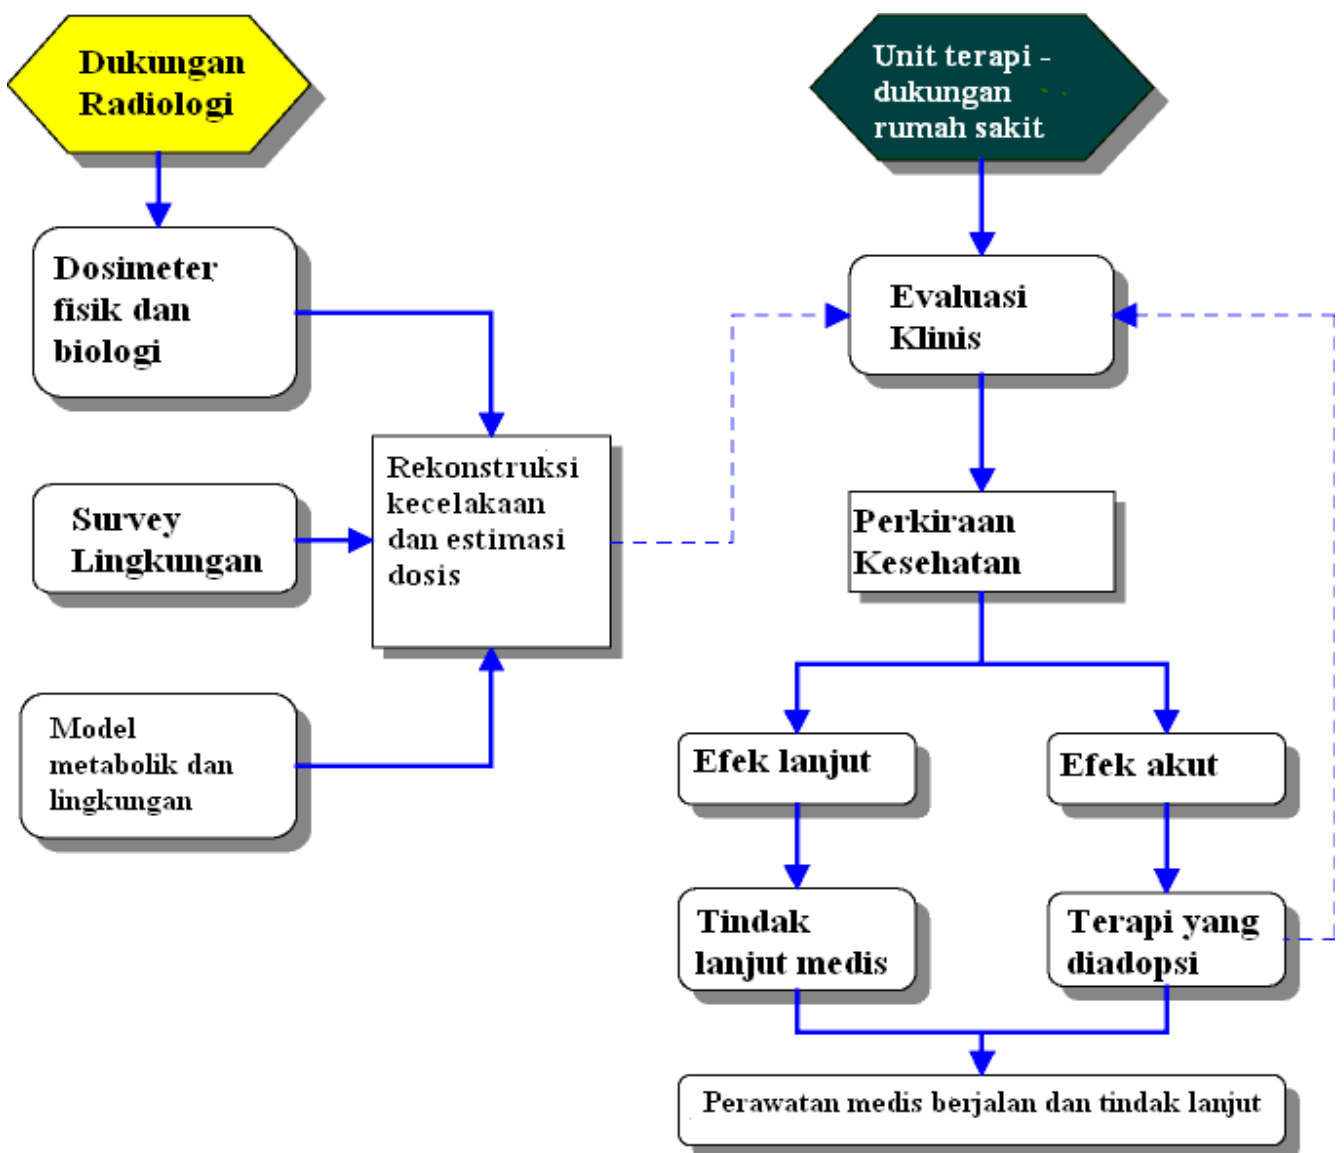 Dukungan
Radiologi
Unit terapi -
dukungan
rumah sakit
Dosimeter
fisik dan
biologi
Evaluasi
Klinis
Rekonstruksi
kecelakaan
dan estimasi
dosis
Survey
Lingkungan
Perkiraan
Kesehatan
Model
metabolik dan
lingkungan
Efek lanjut
Efek akut
Tindak
lanjut medis
Terapi yang
diadopsi
Perawatan medis berjalan dan tindak lanjut